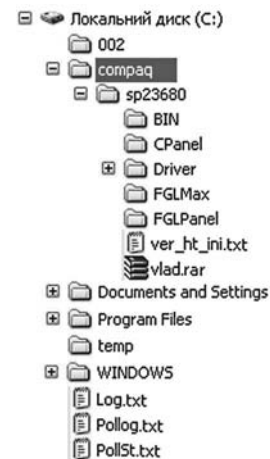 Локальний диск (C:)
002
compaq
sp23680
BIN
CPanel
Driver
FGLMax
FGLPanel
ver_ht_ini.txt
vlad.rar
Documents and Settings
Program Files
temp
WINDOWS
Log.txt
Pollog.txt
PollSt.txt